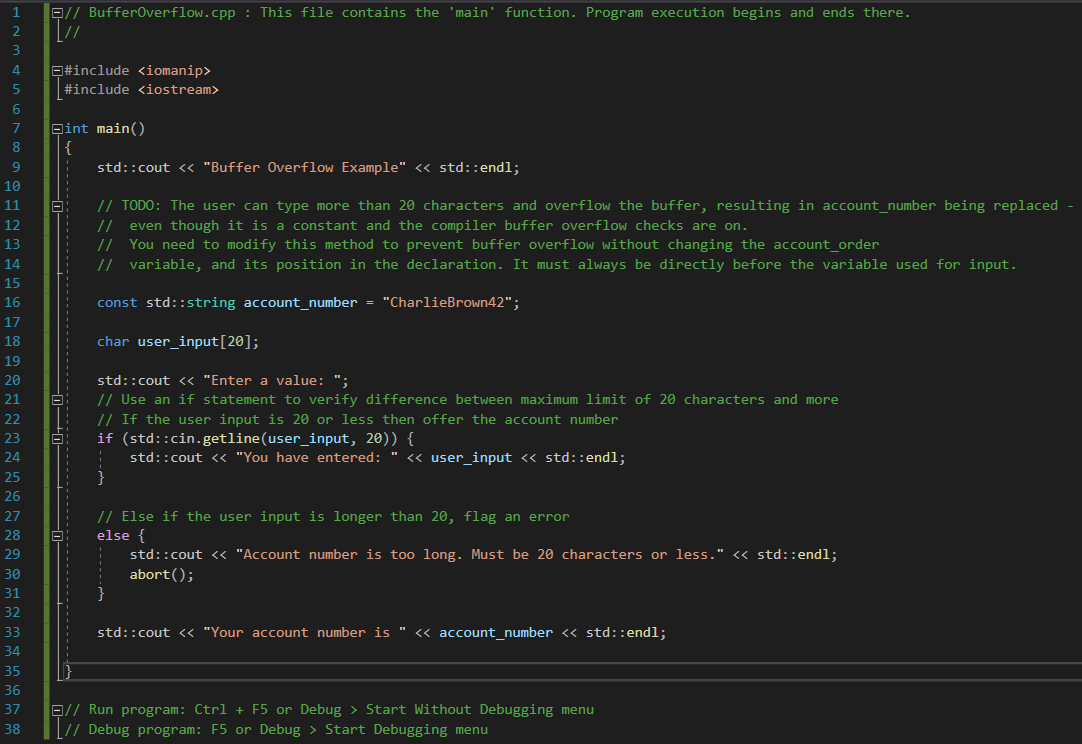 1 // BufferOverflow.cpp : This file contains the 'main' function. Program execution begins and ends there.
2 //
3
4 #include <iomanip>
5 #include <iostream>
6
7 int main()
8 {
9     std::cout << "Buffer Overflow Example" << std::endl;
10
11     // TODO: The user can type more than 20 characters and overflow the buffer, resulting in account_number being replaced -
12     //  even though it is a constant and the compiler buffer overflow checks are on.
13     //  You need to modify this method to prevent buffer overflow without changing the account_order
14     //  variable, and its position in the declaration. It must always be directly before the variable used for input.
15
16     const std::string account_number = "CharlieBrown42";
17
18     char user_input[20];
19
20     std::cout << "Enter a value: ";
21     // Use an if statement to verify difference between maximum limit of 20 characters and more
22     // If the user input is 20 or less then offer the account number
23     if (std::cin.getline(user_input, 20)) {
24         std::cout << "You have entered: " << user_input << std::endl;
25     }
26
27     // Else if the user input is longer than 20, flag an error
28     else {
29         std::cout << "Account number is too long. Must be 20 characters or less." << std::endl;
30         abort();
31     }
32
33     std::cout << "Your account number is " << account_number << std::endl;
34
35 }
36
37 // Run program: Ctrl + F5 or Debug > Start Without Debugging menu
38 // Debug program: F5 or Debug > Start Debugging menu